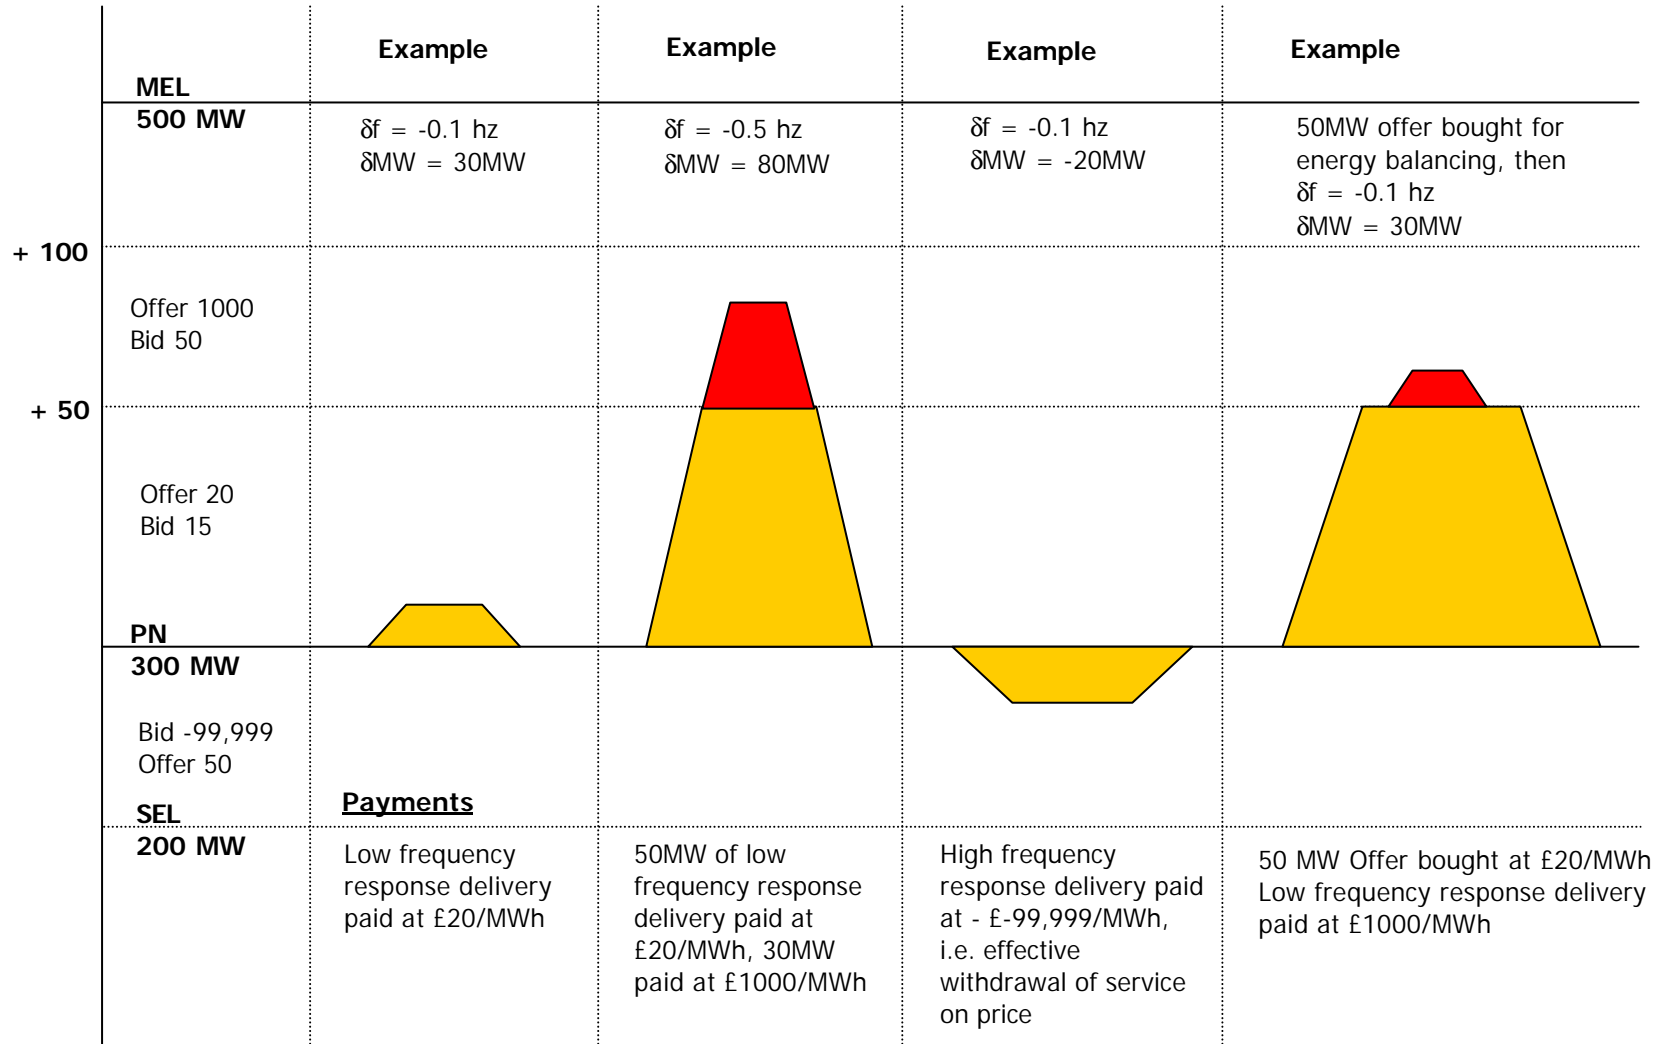 Example
Example
Example
Example
MEL
500 MW
δf = -0.1 hz
δMW = 30MW
δf = -0.5 hz
δMW = 80MW
δf = -0.1 hz
δMW = -20MW
50MW offer bought for
energy balancing, then
δf = -0.1 hz
δMW = 30MW
+ 100
Offer 1000
Bid 50
+ 50
Offer 20
Bid 15
PN
300 MW
Bid -99,999
Offer 50
SEL
200 MW
Payments
Low frequency
response delivery
paid at £20/MWh
50MW of low
frequency response
delivery paid at
£20/MWh, 30MW
paid at £1000/MWh
High frequency
response delivery paid
at - £-99,999/MWh,
i.e. effective
withdrawal of service
on price
50 MW Offer bought at £20/MWh
Low frequency response delivery
paid at £1000/MWh